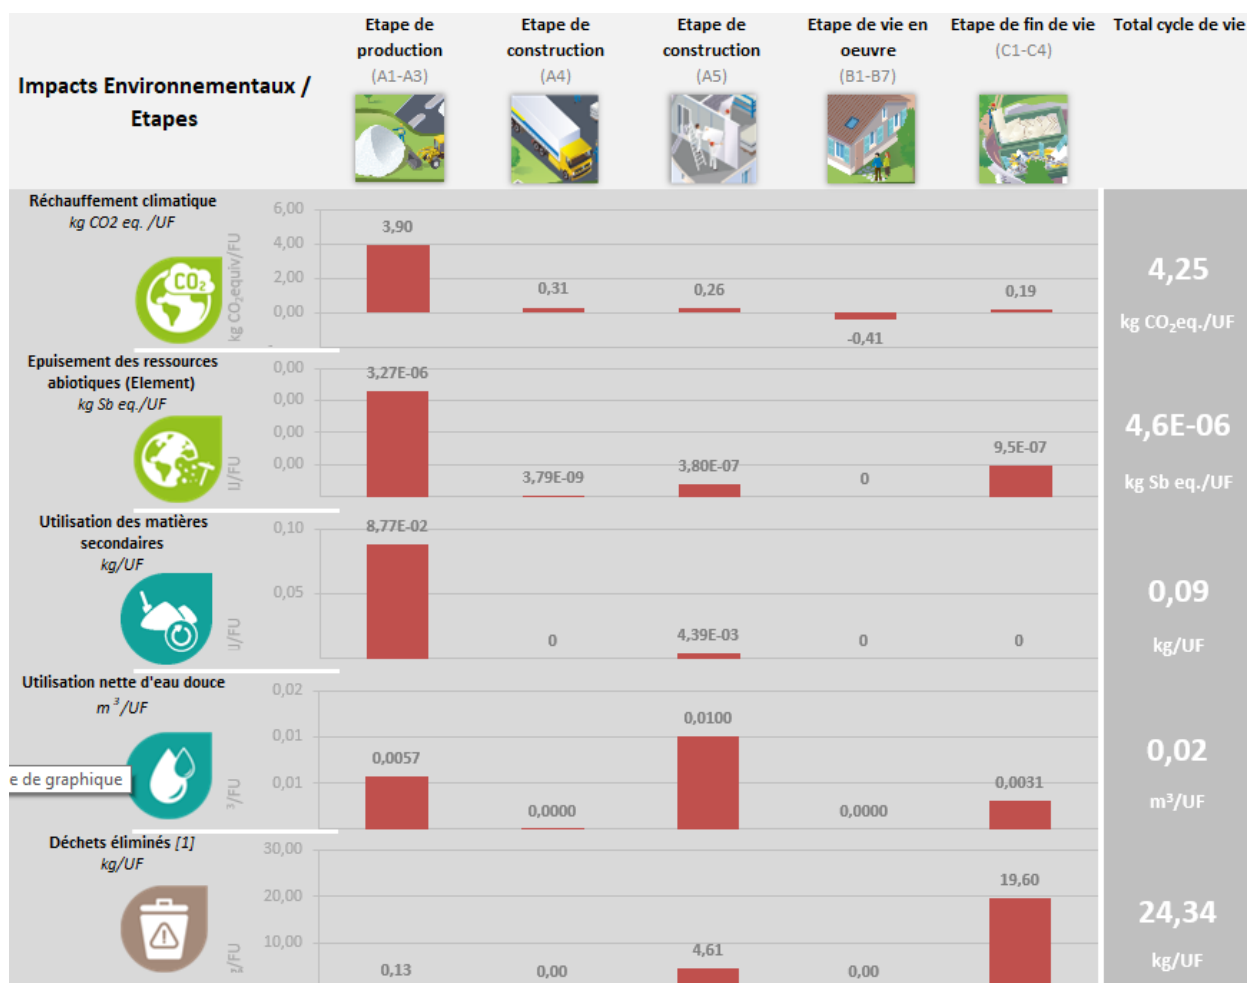 Etape de production (A1-A3)
Etape de construction (A4)
Etape de construction (A5)
Etape de vie en oeuvre (B1-B7)
Etape de fin de vie (C1-C4)
Total cycle de vie
Impacts Environnementaux /
Etapes
Réchauffement climatique
kg CO2 eq. /UF
CO2
kg CO2equiv/FU
6,00
4,00
2,00
0,00
3,90
0,31
0,26
-0,41
0,19
4,25
kg CO2eq./UF
Epuisement des ressources
abiotiques (Element)
kg Sb eq./UF
/FU
0,00
0,00
0,00
0,00
3,27E-06
3,79E-09
3,80E-07
0
9,5E-07
4,6E-06
kg Sb eq./UF
Utilisation des matières
secondaires
kg/UF
/FU
0,10
0,05
8,77E-02
0
4,39E-03
0
0
0,09
kg/UF
Utilisation nette d'eau douce
m³/UF
e de graphique
³/FU
0,02
0,01
0,01
0,0057
0,0000
0,0100
0,0000
0,0031
0,02
m³/UF
Déchets éliminés [1]
kg/UF
/FU
30,00
20,00
10,00
0,13
0,00
4,61
0,00
19,60
24,34
kg/UF